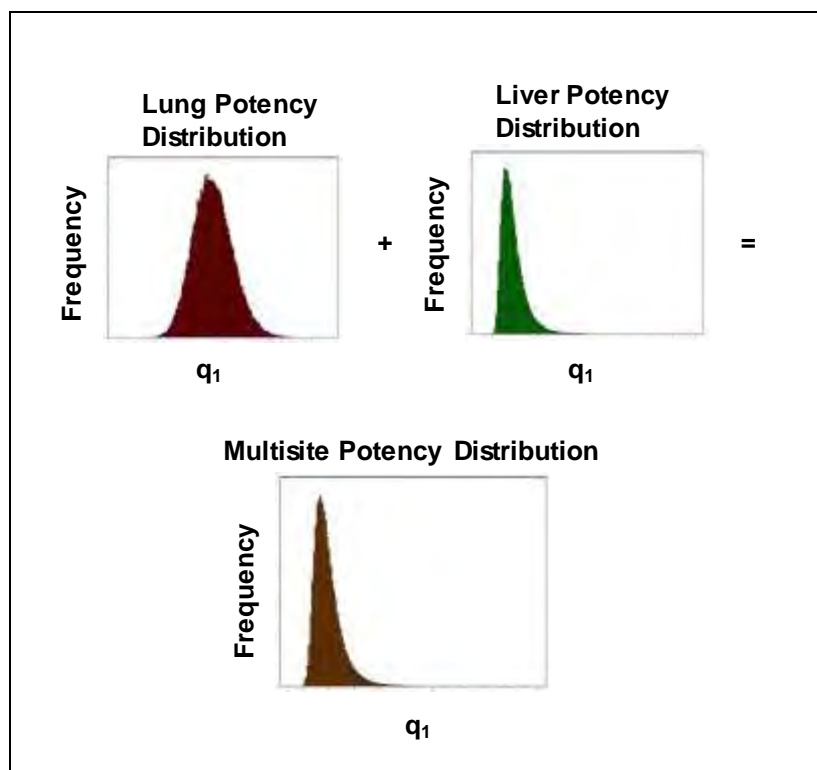 Lung Potency
Distribution
Frequency
q₁
+
Liver Potency
Distribution
Frequency
q₁
=
Multisite Potency Distribution
Frequency
q₁